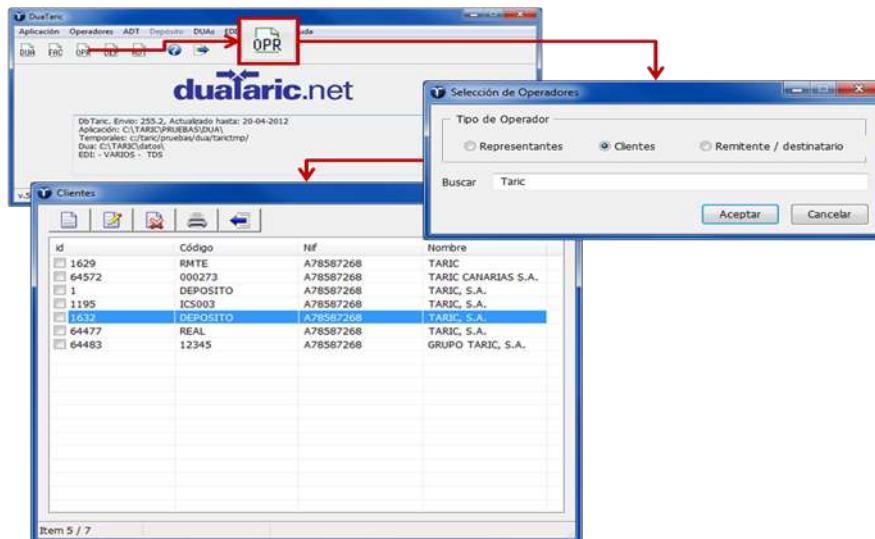 DuaTaric
Aplicación Operadores ADT Depósito DUAs
DUA FAC OPR DEP ADT
OPR
duataric.net
DbTaric. Envio: 255.2, Actualizado hasta: 20-04-2012
Aplicación: C:\TARIC\PRUEBAS\DUA\
Temporales: c:/taric/pruebas/dua/tarictmp/
Dua: C:\TARIC\datos\
EDI: - VARIOS - TDS
Selección de Operadores
Tipo de Operador
Representantes Clientes Remitente / destinatario
Buscar Taric
Aceptar Cancelar
Clientes
id Código Nif Nombre
1629 RMTE A78587268 TARIC
64572 000273 A78587268 TARIC CANARIAS S.A.
1 DEPOSITO A78587268 TARIC, S.A.
1195 ICS003 A78587268 TARIC, S.A.
1632 DEPOSITO A78587268 TARIC, S.A.
64477 REAL A78587268 TARIC, S.A.
64483 12345 A78587268 GRUPO TARIC, S.A.
Item 5 / 7